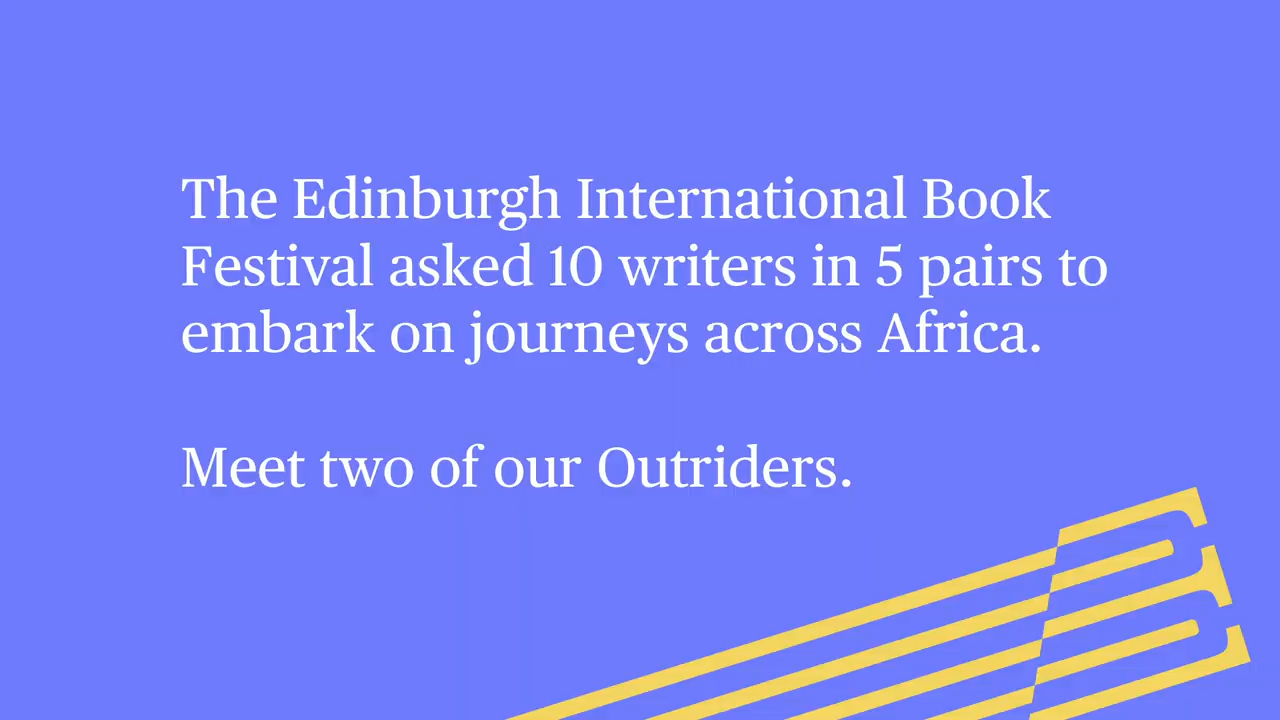 The Edinburgh International Book
Festival asked 10 writers in 5 pairs to
embark on journeys across Africa.
Meet two of our Outriders.